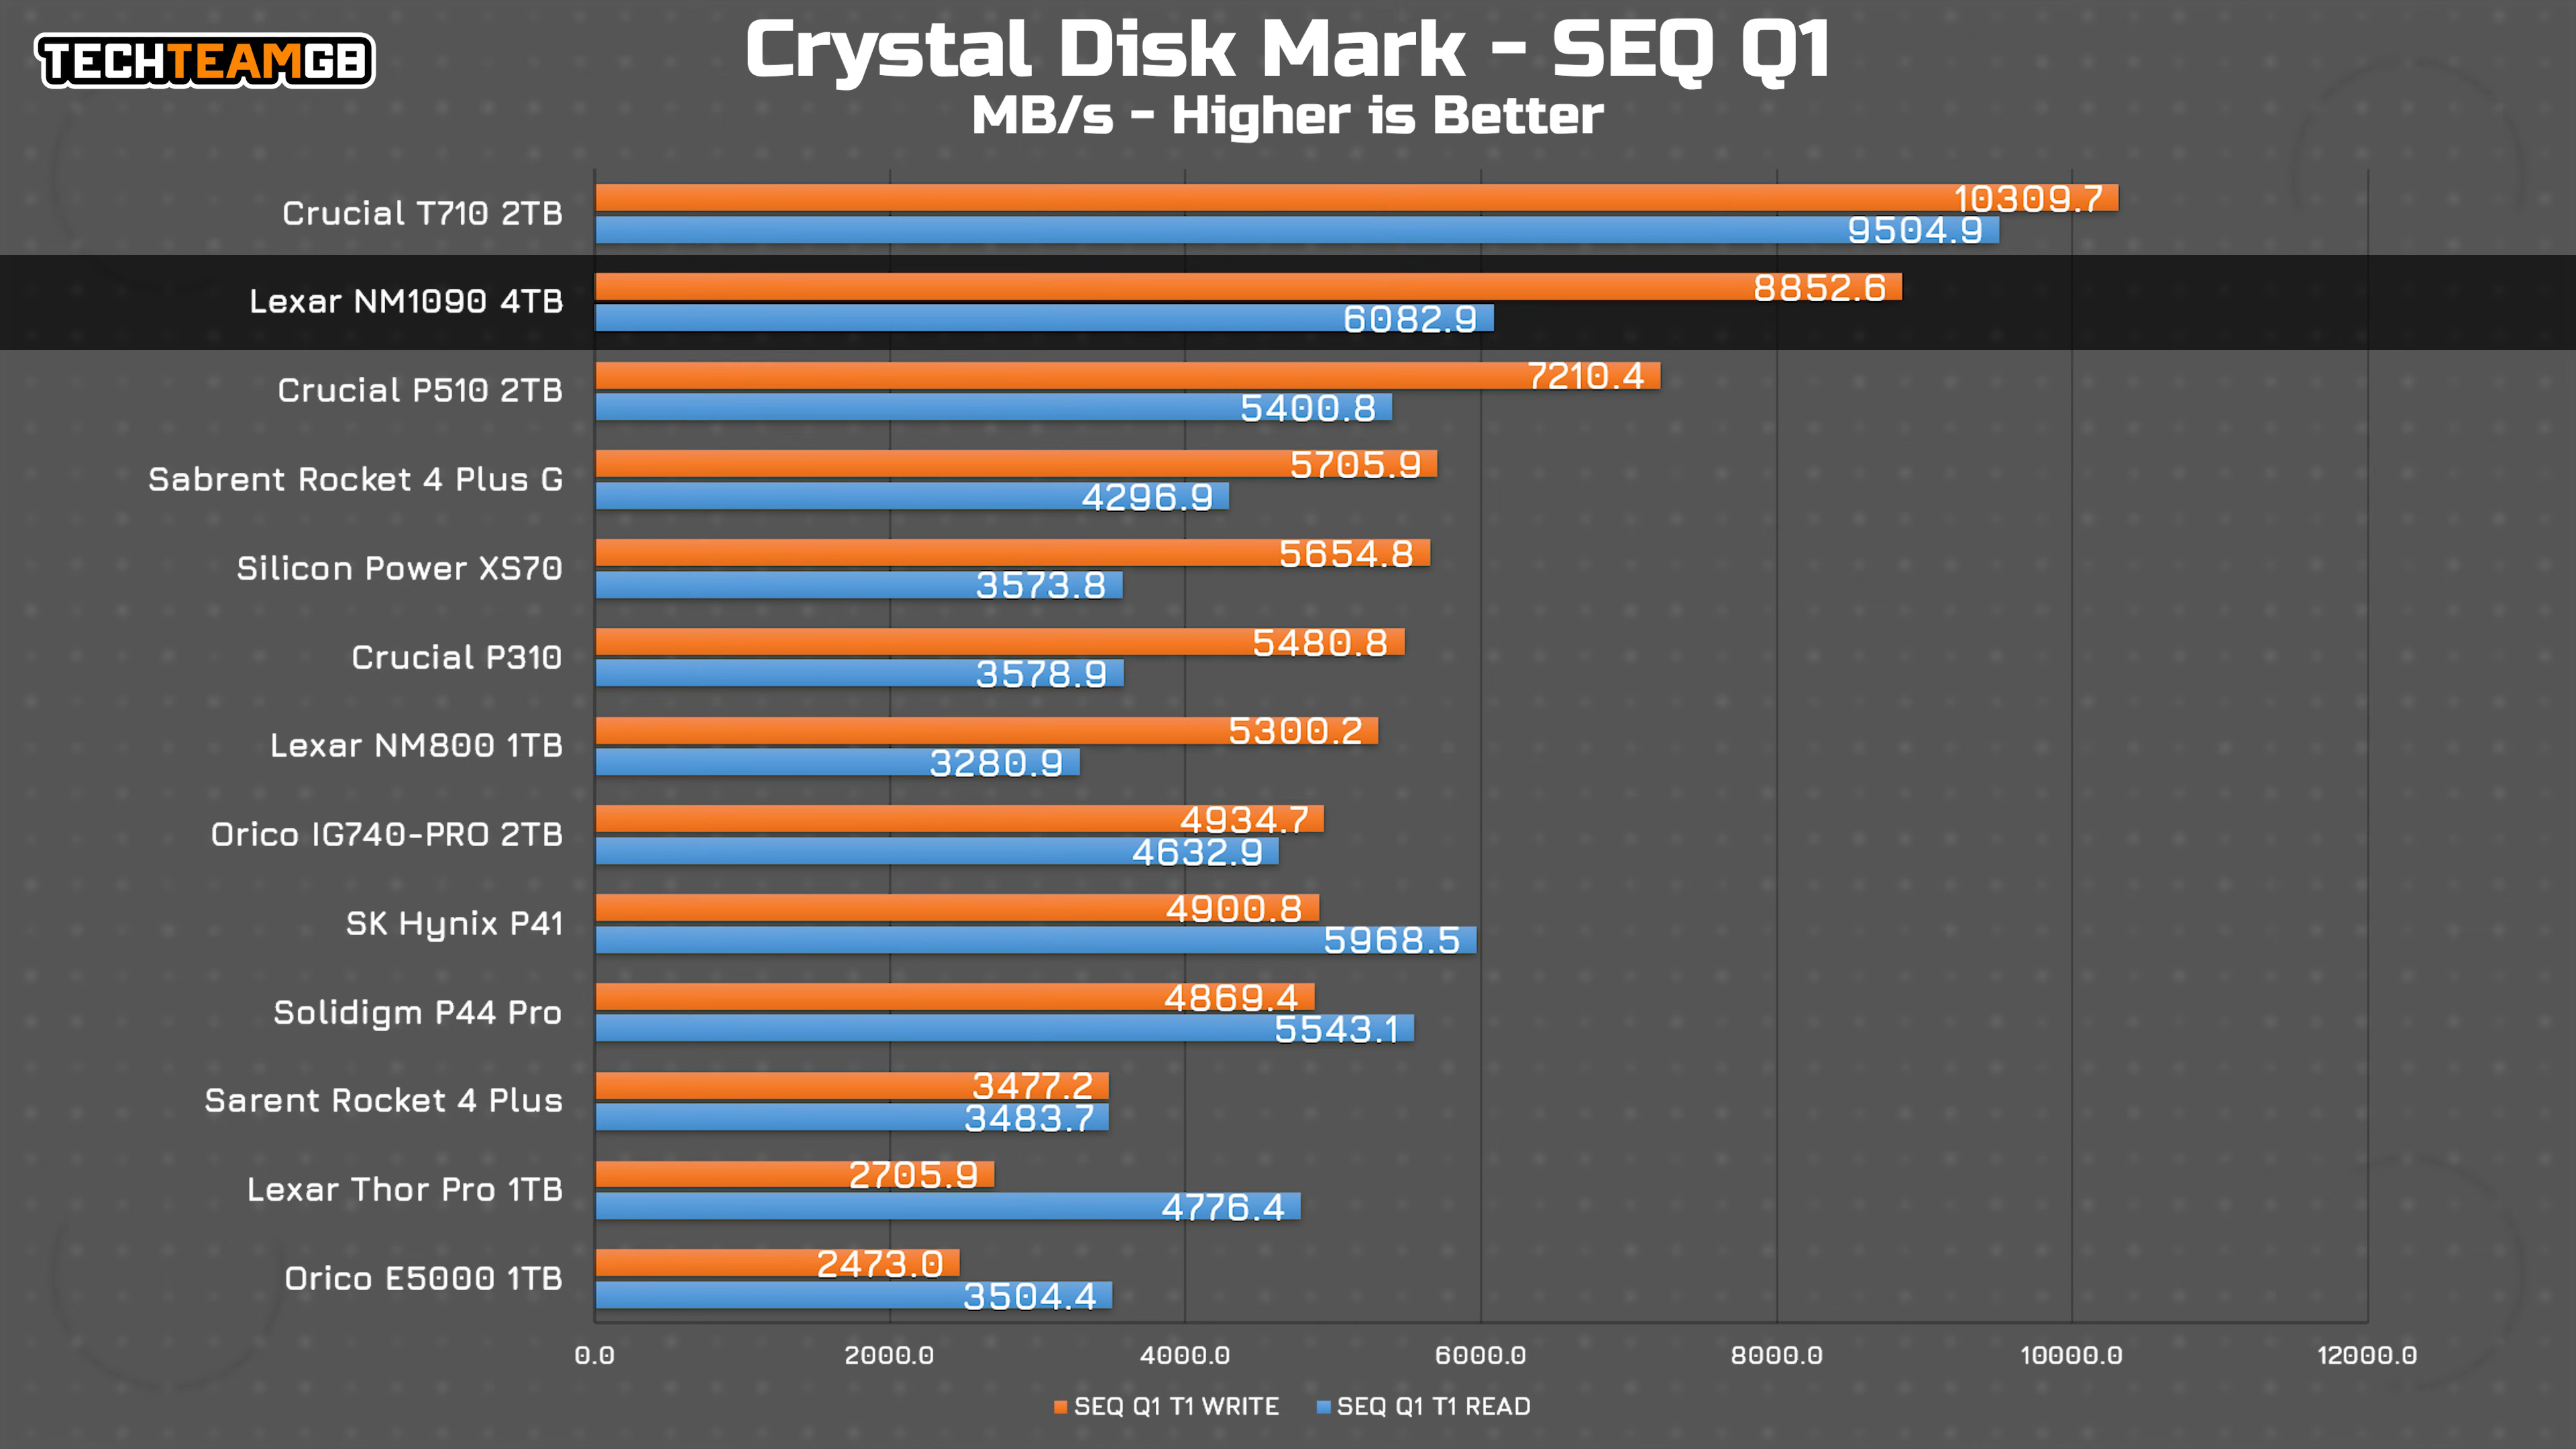 TECHTEAMGB
Crystal Disk Mark - SEQ Q1
MB/s - Higher is Better
Crucial T710 2TB
10309.7
9504.9
Lexar NM1090 4TB
8852.6
6082.9
Crucial P510 2TB
7210.4
5400.8
Sabrent Rocket 4 Plus G
5705.9
4296.9
Silicon Power XS70
5654.8
3573.8
Crucial P310
5480.8
3578.9
Lexar NM800 1TB
5300.2
3280.9
Orico IG740-PRO 2TB
4934.7
4632.9
SK Hynix P41
4900.8
5968.5
Solidigm P44 Pro
4869.4
5543.1
Sarent Rocket 4 Plus
3477.2
3483.7
Lexar Thor Pro 1TB
2705.9
4776.4
Orico E5000 1TB
2473.0
3504.4
0.0 2000.0 4000.0 6000.0 8000.0 10000.0 12000.0
SEQ Q1 T1 WRITE SEQ Q1 T1 READ